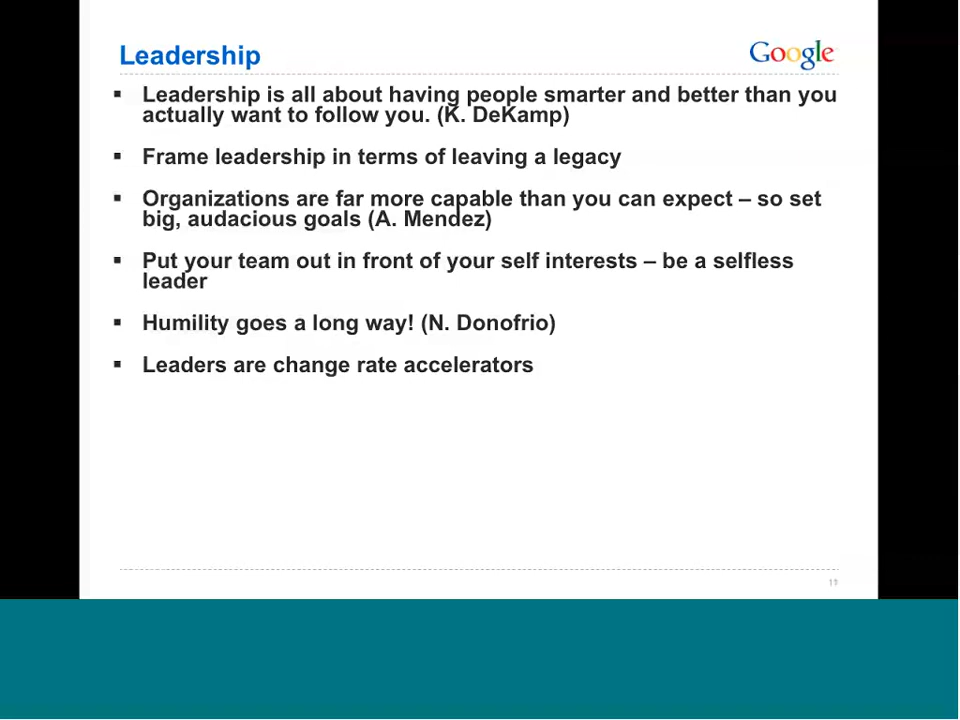 Leadership
Google
▪ Leadership is all about having people smarter and better than you
actually want to follow you. (K. DeKamp)
▪ Frame leadership in terms of leaving a legacy
▪ Organizations are far more capable than you can expect – so set
big, audacious goals (A. Mendez)
▪ Put your team out in front of your self interests – be a selfless
leader
▪ Humility goes a long way! (N. Donofrio)
▪ Leaders are change rate accelerators